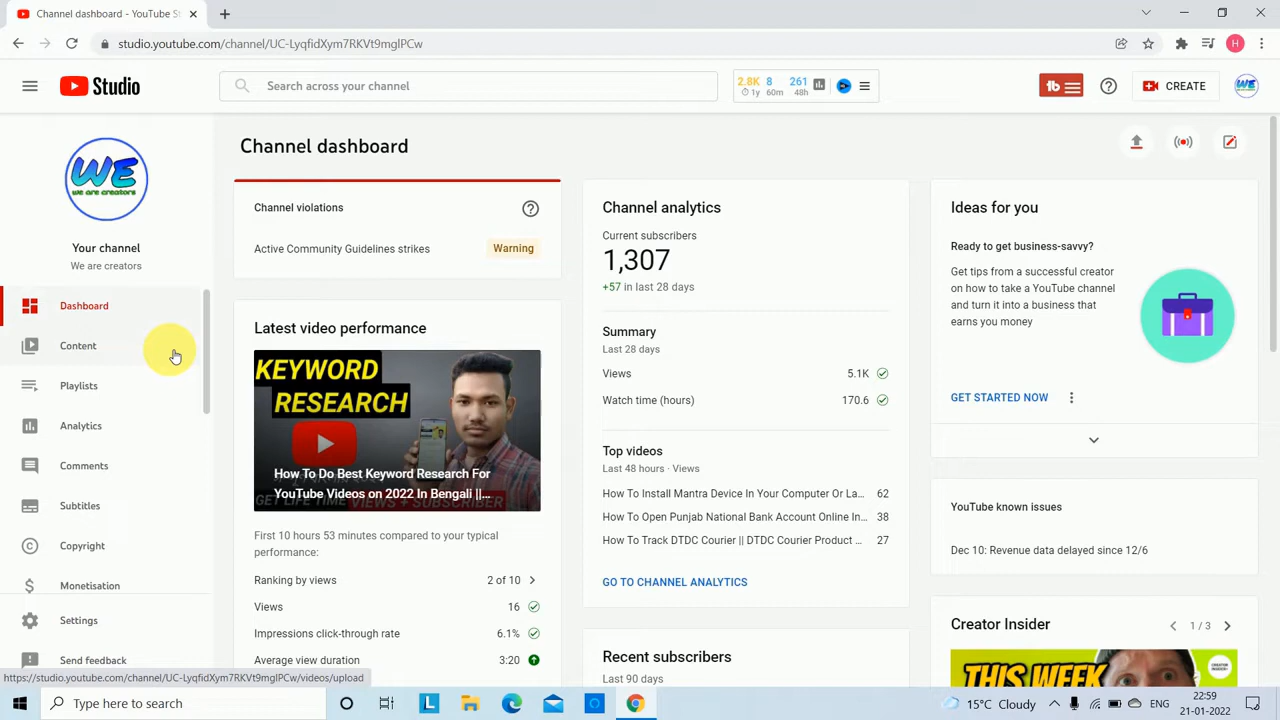 Channel dashboard - YouTube S
studio.youtube.com/channel/UC-LyqfidXym7RKVt9mglPCw
Studio
Search across your channel
2.8K 8 261
1y 60m 48h
tb
CREATE
H
WE
WE
we are creators
Your channel
We are creators
Dashboard
Content
Playlists
Analytics
Comments
Subtitles
Copyright
Monetisation
Settings
Send feedback
Channel dashboard
Channel violations
Active Community Guidelines strikes Warning
Latest video performance
KEYWORD
RESEARCH
How To Do Best Keyword Research For
YouTube Videos on 2022 In Bengali ||...
GET LIFE TIME VIEWS + SUBSCRIBER
First 10 hours 53 minutes compared to your typical
performance:
Ranking by views 2 of 10
Views 16
Impressions click-through rate 6.1%
Average view duration 3:20
Channel analytics
Current subscribers
1,307
+57 in last 28 days
Summary
Last 28 days
Views 5.1K
Watch time (hours) 170.6
Top videos
Last 48 hours · Views
How To Install Mantra Device In Your Computer Or La... 62
How To Open Punjab National Bank Account Online In... 38
How To Track DTDC Courier || DTDC Courier Product ... 27
GO TO CHANNEL ANALYTICS
Recent subscribers
Last 90 days
Ideas for you
Ready to get business-savvy?
Get tips from a successful creator
on how to take a YouTube channel
and turn it into a business that
earns you money
GET STARTED NOW
YouTube known issues
Dec 10: Revenue data delayed since 12/6
Creator Insider 1 / 3
THIS WEEK
CREATOR
INSIDER
https://studio.youtube.com/channel/UC-LyqfidXym7RKVt9mglPCw/videos/upload
Type here to search
L
15°C Cloudy
ENG
22:59
21-01-2022